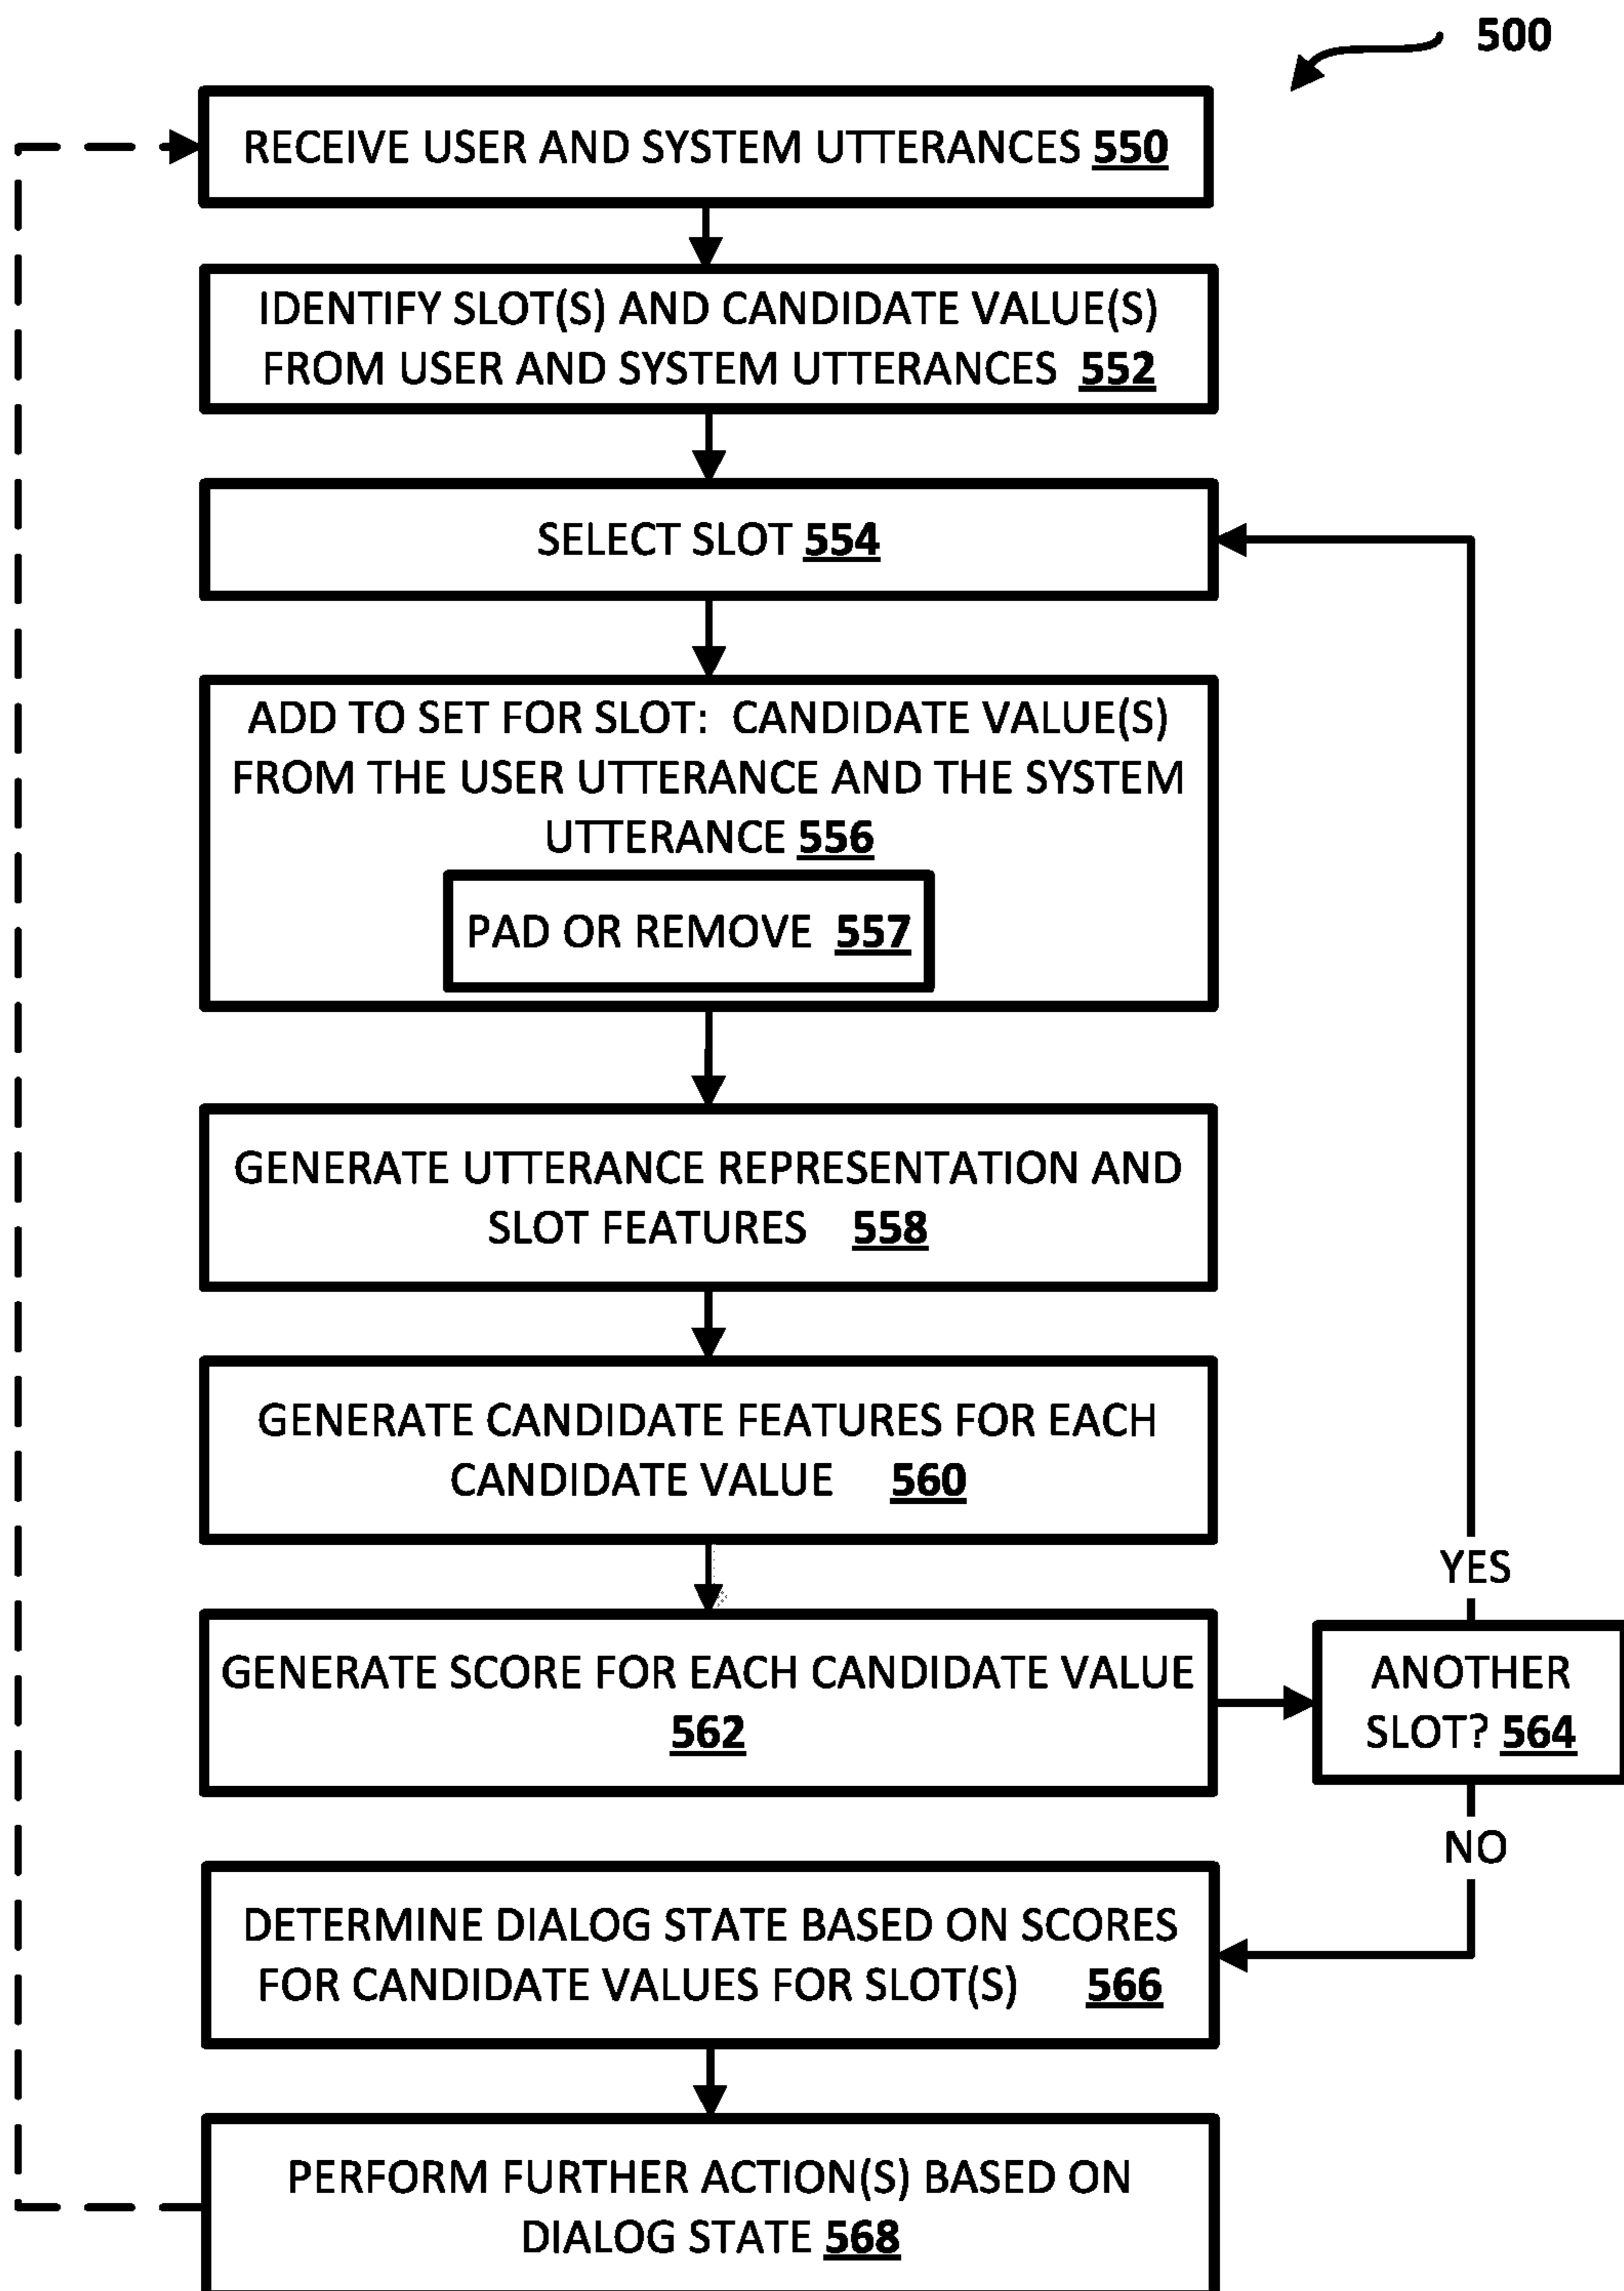 500
RECEIVE USER AND SYSTEM UTTERANCES 550
IDENTIFY SLOT(S) AND CANDIDATE VALUE(S)
FROM USER AND SYSTEM UTTERANCES 552
SELECT SLOT 554
ADD TO SET FOR SLOT: CANDIDATE VALUE(S)
FROM THE USER UTTERANCE AND THE SYSTEM
UTTERANCE 556
PAD OR REMOVE 557
GENERATE UTTERANCE REPRESENTATION AND
SLOT FEATURES 558
GENERATE CANDIDATE FEATURES FOR EACH
CANDIDATE VALUE 560
YES
GENERATE SCORE FOR EACH CANDIDATE VALUE
562
ANOTHER
SLOT? 564
NO
DETERMINE DIALOG STATE BASED ON SCORES
FOR CANDIDATE VALUES FOR SLOT(S) 566
PERFORM FURTHER ACTION(S) BASED ON
DIALOG STATE 568